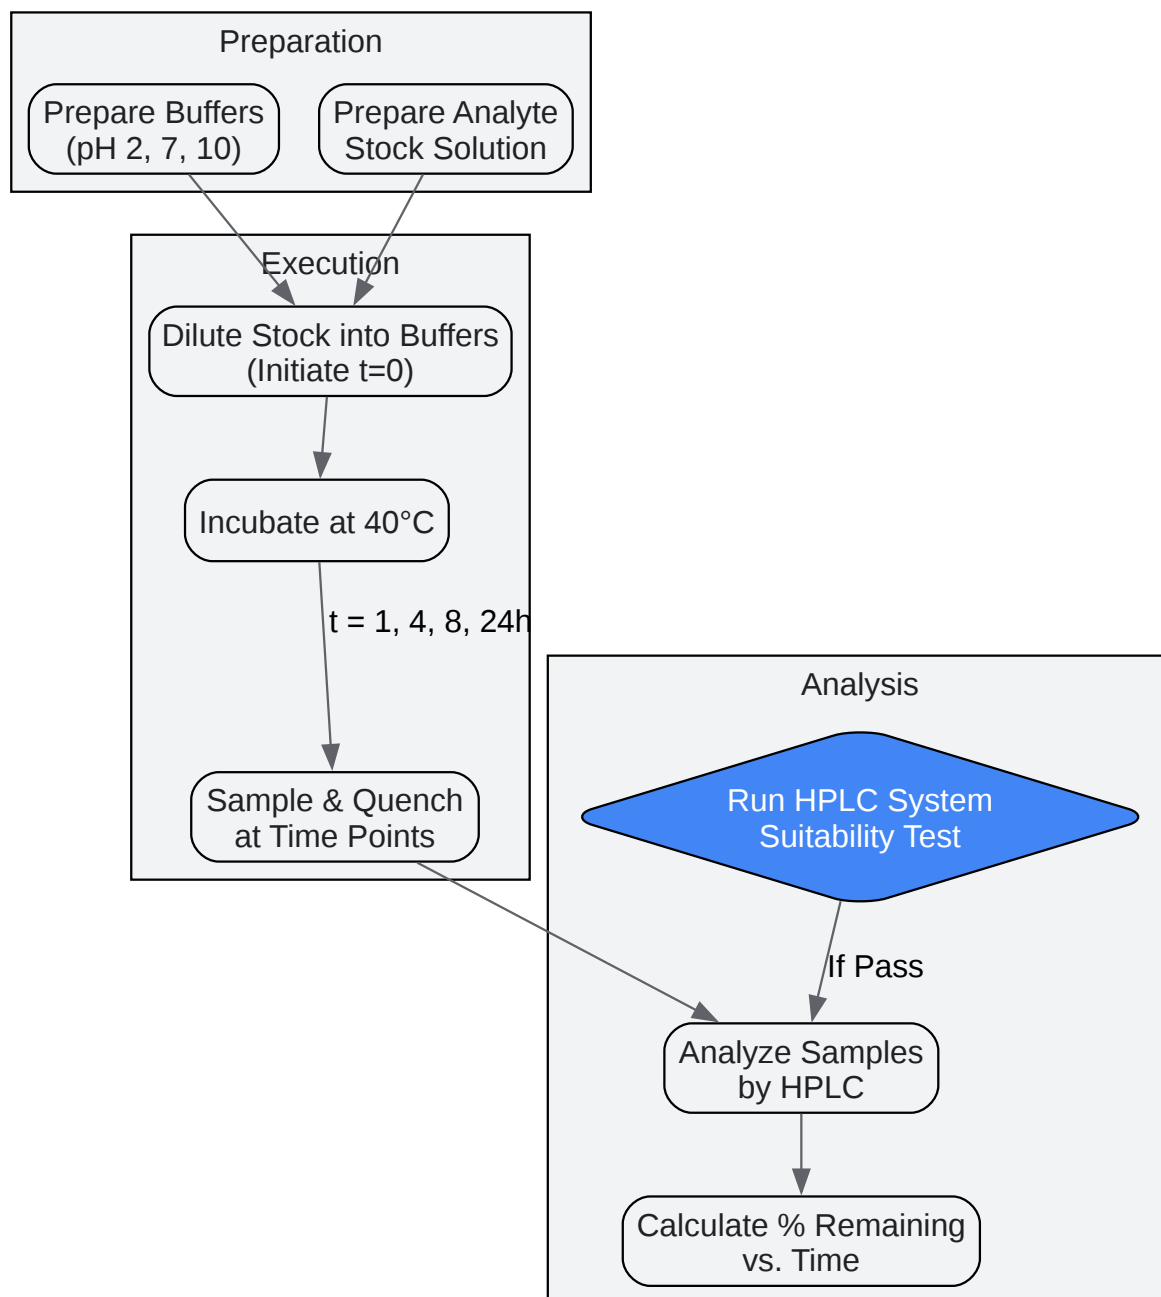 Preparation
Prepare Buffers
(pH 2, 7, 10)
Prepare Analyte
Stock Solution
Execution
Dilute Stock into Buffers
(Initiate t=0)
Incubate at 40°C
t = 1, 4, 8, 24h
Sample & Quench
at Time Points
Analysis
Run HPLC System
Suitability Test
If Pass
Analyze Samples
by HPLC
Calculate % Remaining
vs. Time